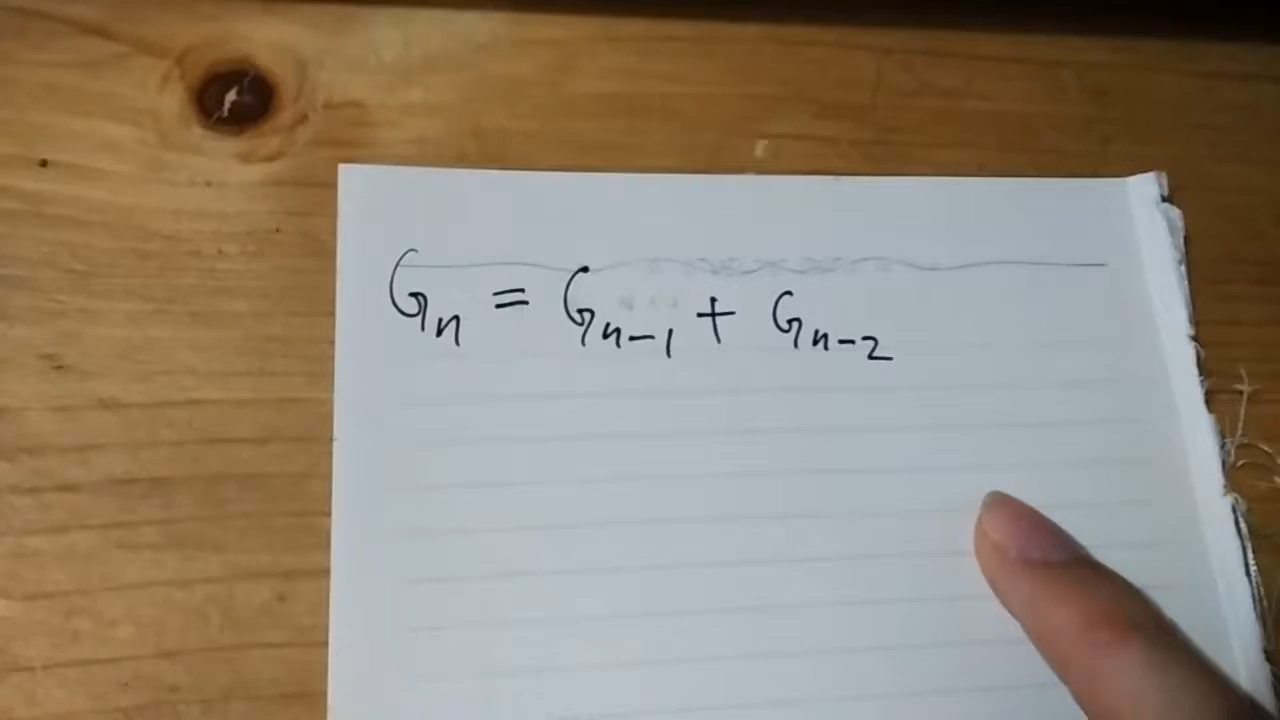 Gₙ = Gₙ₋₁ + Gₙ₋₂